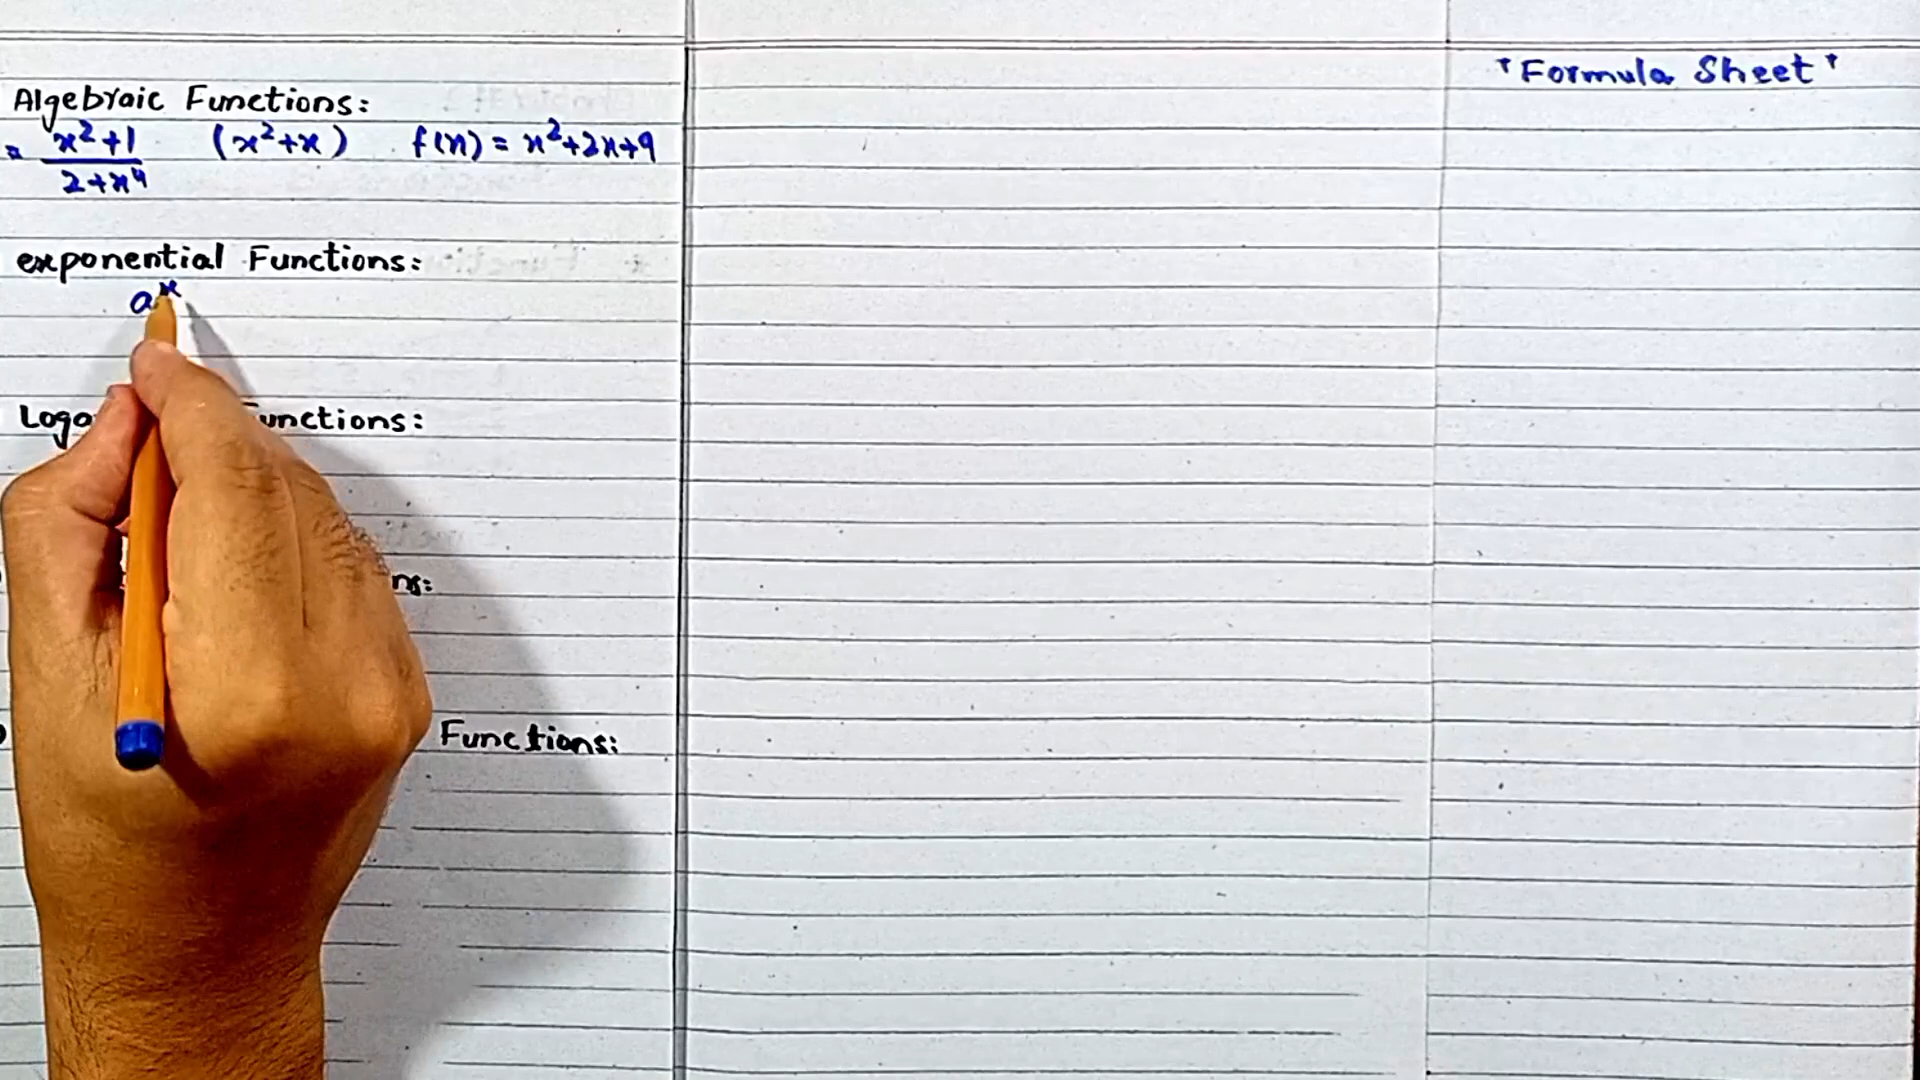 'Formula Sheet'
Algebraic Functions:
= x²+1 / 2+x⁴ (x²+x) f(x) = x²+2x+9
exponential Functions:
aˣ
Functions:
Functions: